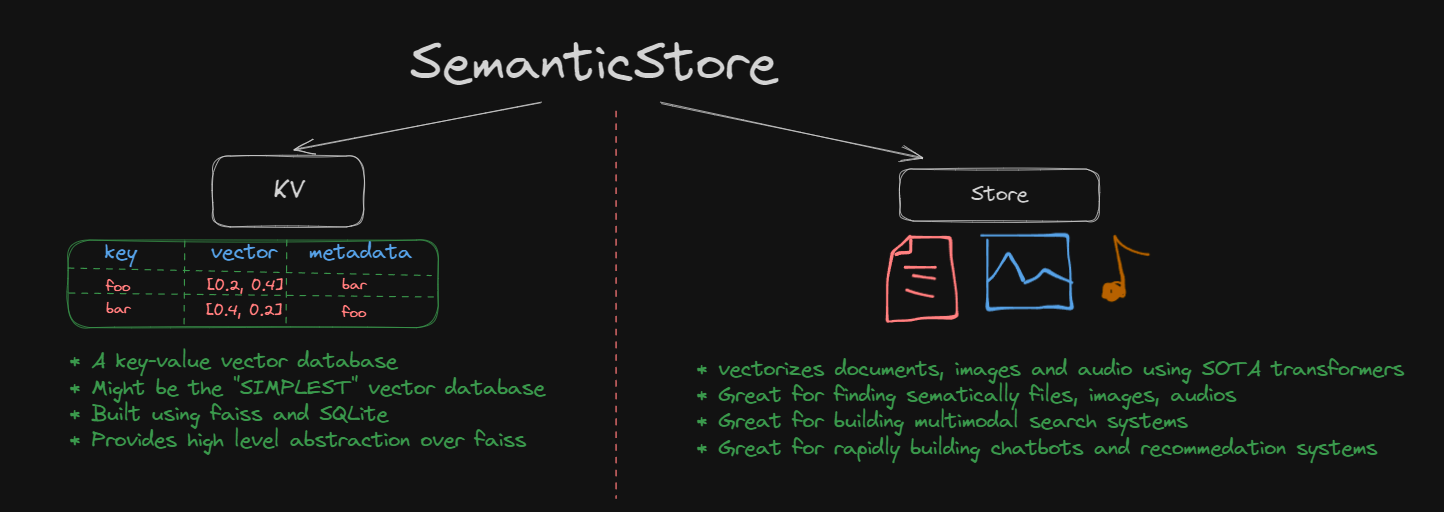 SemanticStore
KV
key vector metadata
foo [0.2, 0.4] bar
bar [0.4, 0.2] foo
* A key-value vector database
* Might be the "SIMPLEST" vector database
* Built using faiss and SQLite
* Provides high level abstraction over faiss
Store
* vectorizes documents, images and audio using SOTA transformers
* Great for finding sematically files, images, audios
* Great for building multimodal search systems
* Great for rapidly building chatbots and recommedation systems